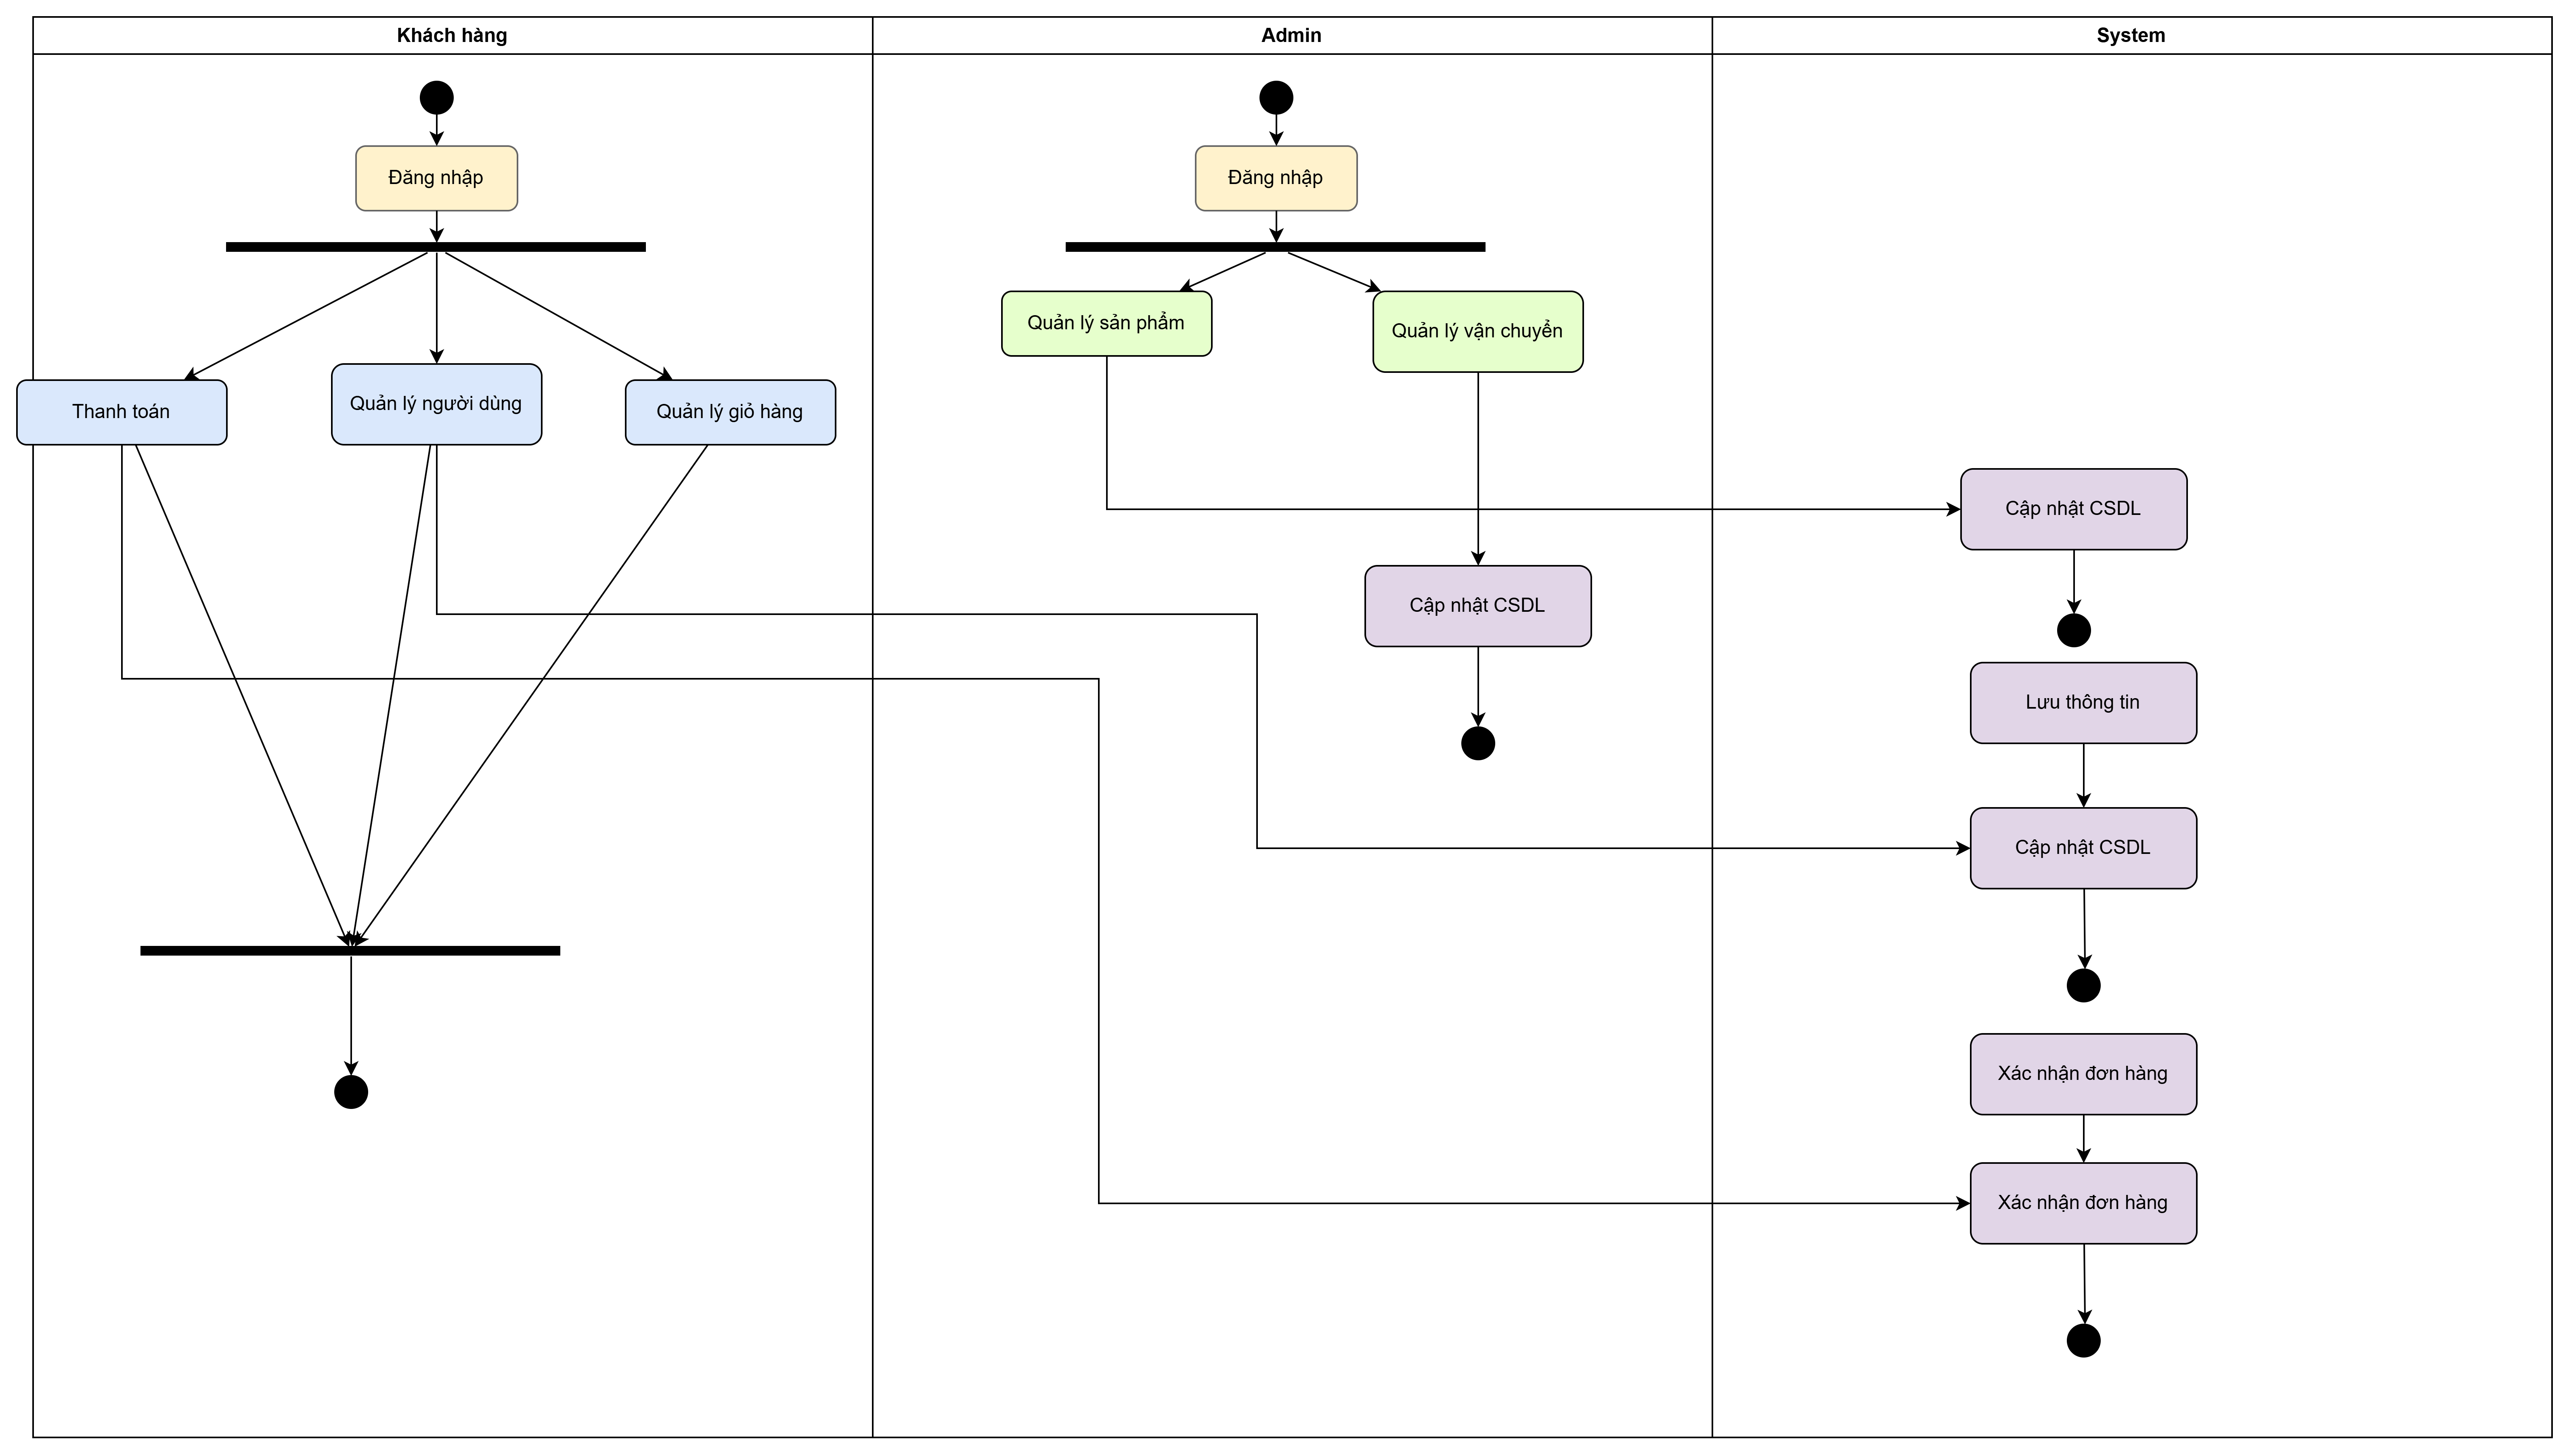 Khách hàng
Admin
System
Đăng nhập
Đăng nhập
Quản lý sản phẩm
Quản lý vận chuyển
Thanh toán
Quản lý người dùng
Quản lý giỏ hàng
Cập nhật CSDL
Cập nhật CSDL
Lưu thông tin
Cập nhật CSDL
Xác nhận đơn hàng
Xác nhận đơn hàng